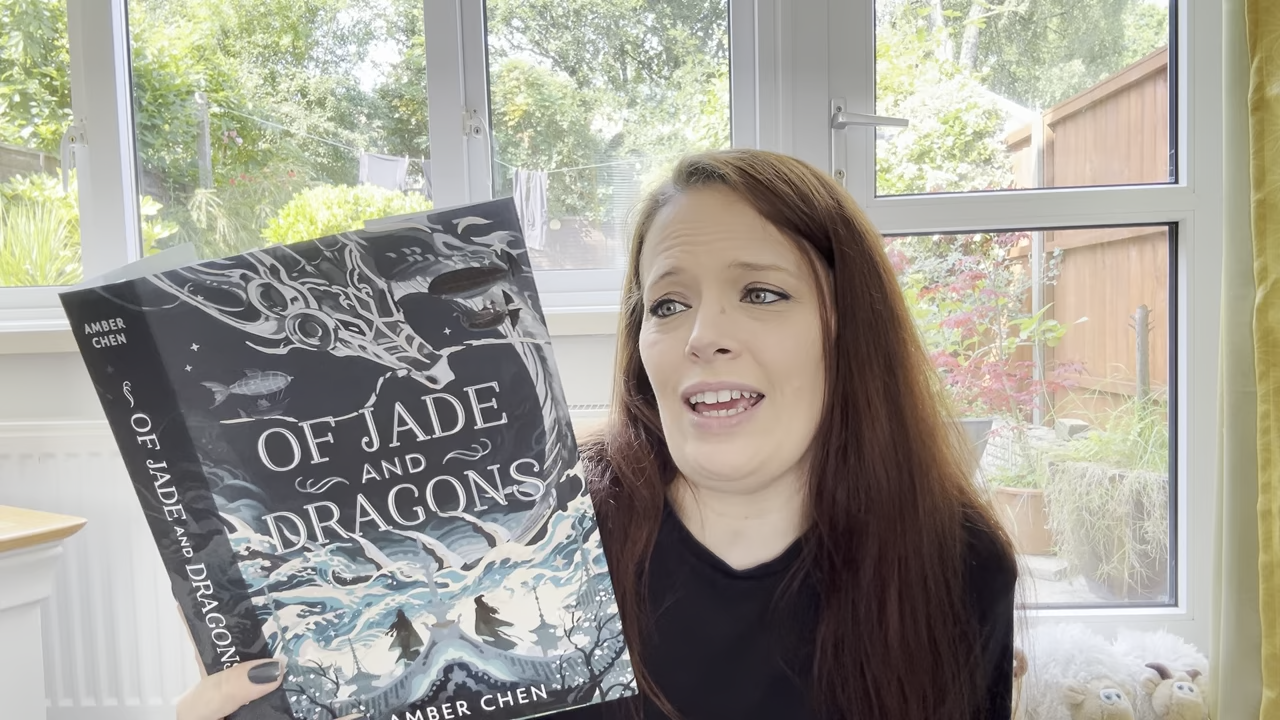 AMBER
CHEN
OF JADE AND DRAGONS
OF JADE
AND
DRAGONS
AMBER CHEN